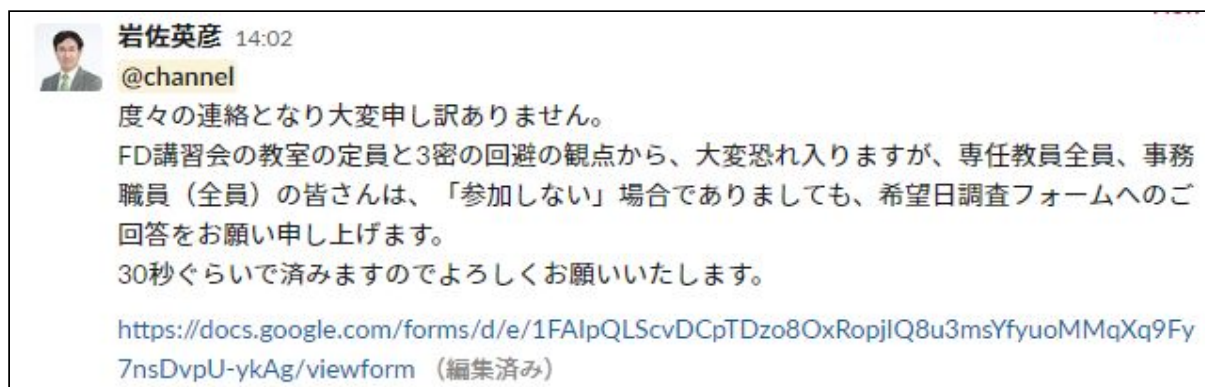 岩佐英彦 14:02
@channel
度々の連絡となり大変申し訳ありません。
FD講習会の教室の定員と3密の回避の観点から、大変恐れ入りますが、専任教員全員、事務
職員（全員）の皆さんは、「参加しない」場合でありましても、希望日調査フォームへのご
回答をお願い申し上げます。
30秒ぐらいで済みますのでよろしくお願いいたします。
https://docs.google.com/forms/d/e/1FAIpQLScvDCpTDzo8OxRopjIQ8u3msYfyuoMMqXq9Fy
7nsDvpU-ykAg/viewform （編集済み）